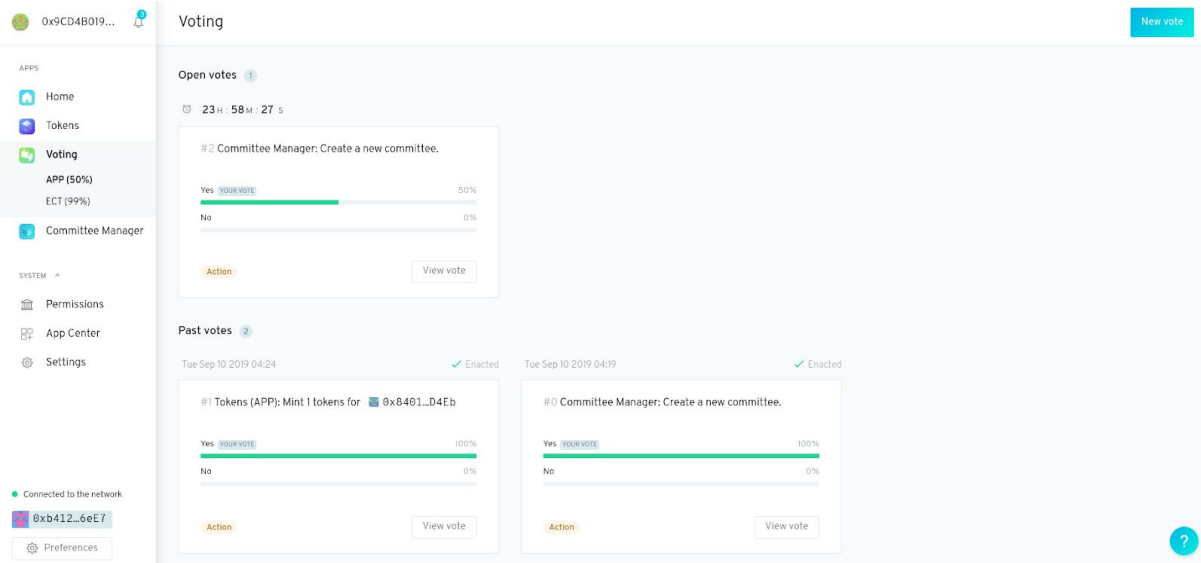 0x9CD4B019...
3
Voting
New vote
APPS
Home
Tokens
Voting
APP (50%)
ECT (99%)
Committee Manager
SYSTEM
Permissions
App Center
Settings
Connected to the network
0xb412…6eE7
Preferences
Open votes 1
23 H : 58 M : 27 S
#2 Committee Manager: Create a new committee.
Yes YOUR VOTE 50%
No 0%
Action View vote
Past votes 2
Tue Sep 10 2019 04:24 Enacted
#1 Tokens (APP): Mint 1 tokens for 0x8401…D4Eb
Yes YOUR VOTE 100%
No 0%
Action View vote
Tue Sep 10 2019 04:19 Enacted
#0 Committee Manager: Create a new committee.
Yes YOUR VOTE 100%
No 0%
Action View vote
?